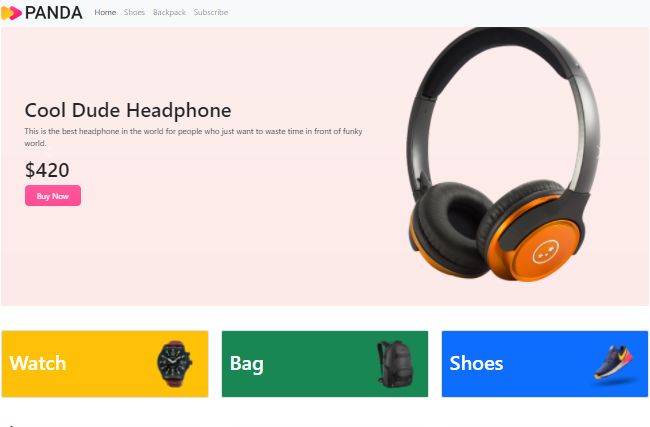 PANDA Home Shoes Backpack Subscribe
Cool Dude Headphone
This is the best headphone in the world for people who just want to waste time in front of funky
world.
$420
Buy Now
Watch
Bag
Shoes